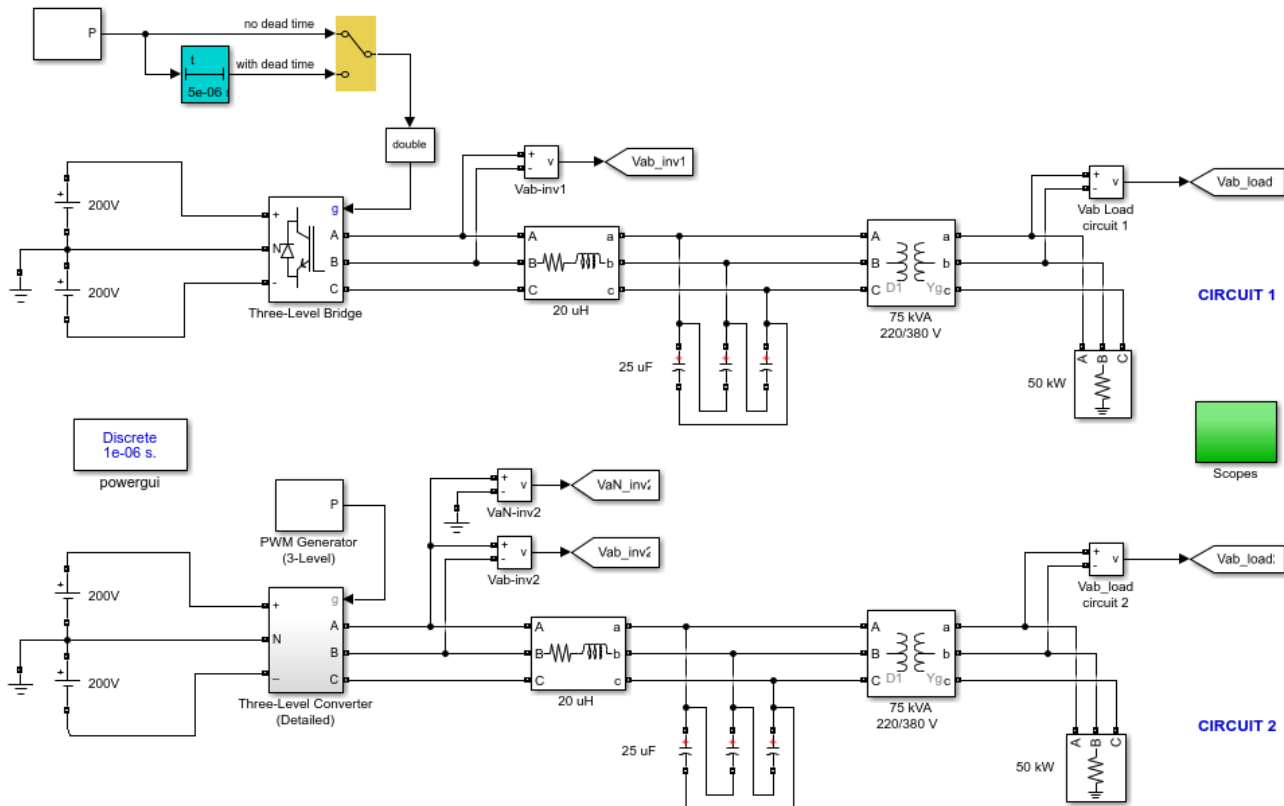 P
no dead time
t
5e-06 s
with dead time
double
200V
200V
+
N
-
g
A
B
C
Three-Level Bridge
+
-
v
Vab-inv1
Vab_inv1
A
B
C
a
b
c
20 uH
25 uF
A
B
C
D1
Yg
a
b
c
75 kVA
220/380 V
+
-
v
Vab Load
circuit 1
Vab_load
CIRCUIT 1
A B C
50 kW
Discrete
1e-06 s.
powergui
Scopes
P
PWM Generator
(3-Level)
200V
200V
+
N
–
g
A
B
C
Three-Level Converter
(Detailed)
+
-
v
VaN-inv2
VaN_inv2
+
-
v
Vab-inv2
Vab_inv2
A
B
C
a
b
c
20 uH
25 uF
A
B
C
D1
Yg
a
b
c
75 kVA
220/380 V
+
-
v
Vab_load
circuit 2
Vab_load2
CIRCUIT 2
A B C
50 kW